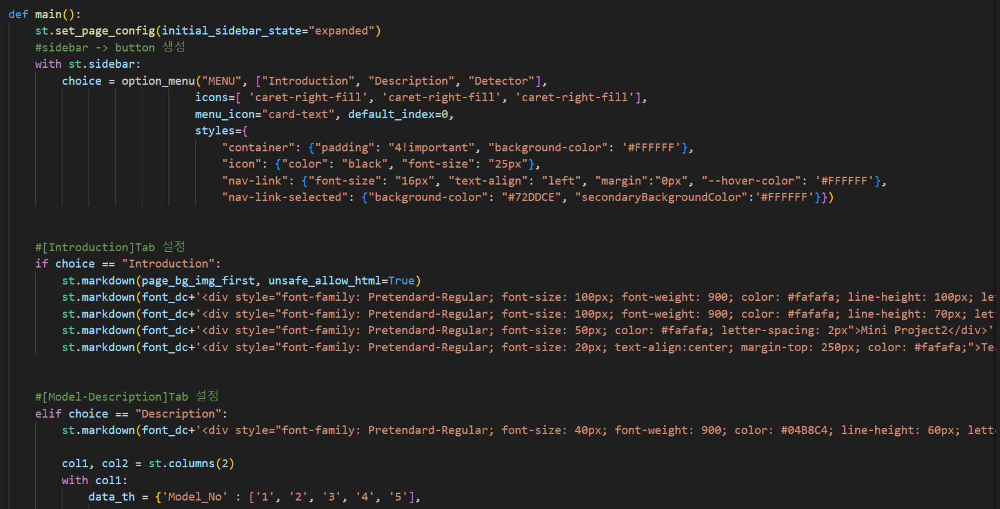 def main():
    st.set_page_config(initial_sidebar_state="expanded")
    #sidebar -> button 생성
    with st.sidebar:
        choice = option_menu("MENU", ["Introduction", "Description", "Detector"],
                            icons=[ 'caret-right-fill', 'caret-right-fill', 'caret-right-fill'],
                            menu_icon="card-text", default_index=0,
                            styles={
                                "container": {"padding": "4!important", "background-color": '#FFFFFF'},
                                "icon": {"color": "black", "font-size": "25px"},
                                "nav-link": {"font-size": "16px", "text-align": "left", "margin":"0px", "--hover-color": '#FFFFFF'},
                                "nav-link-selected": {"background-color": "#72DDCE", "secondaryBackgroundColor":'#FFFFFF'}})
    #[Introduction]Tab 설정
    if choice == "Introduction":
        st.markdown(page_bg_img_first, unsafe_allow_html=True)
        st.markdown(font_dc+'<div style="font-family: Pretendard-Regular; font-size: 100px; font-weight: 900; color: #fafafa; line-height: 100px;
        st.markdown(font_dc+'<div style="font-family: Pretendard-Regular; font-size: 100px; font-weight: 900; color: #fafafa; line-height: 70px;
        st.markdown(font_dc+'<div style="font-family: Pretendard-Regular; font-size: 50px; color: #fafafa; letter-spacing: 2px">Mini Project2</div>'
        st.markdown(font_dc+'<div style="font-family: Pretendard-Regular; font-size: 20px; text-align:center; margin-top: 250px; color: #fafafa;">
    #[Model-Description]Tab 설정
    elif choice == "Description":
        st.markdown(font_dc+'<div style="font-family: Pretendard-Regular; font-size: 40px; font-weight: 900; color: #04B8C4; line-height: 60px;
        col1, col2 = st.columns(2)
        with col1:
            data_th = {'Model_No' : ['1', '2', '3', '4', '5'],